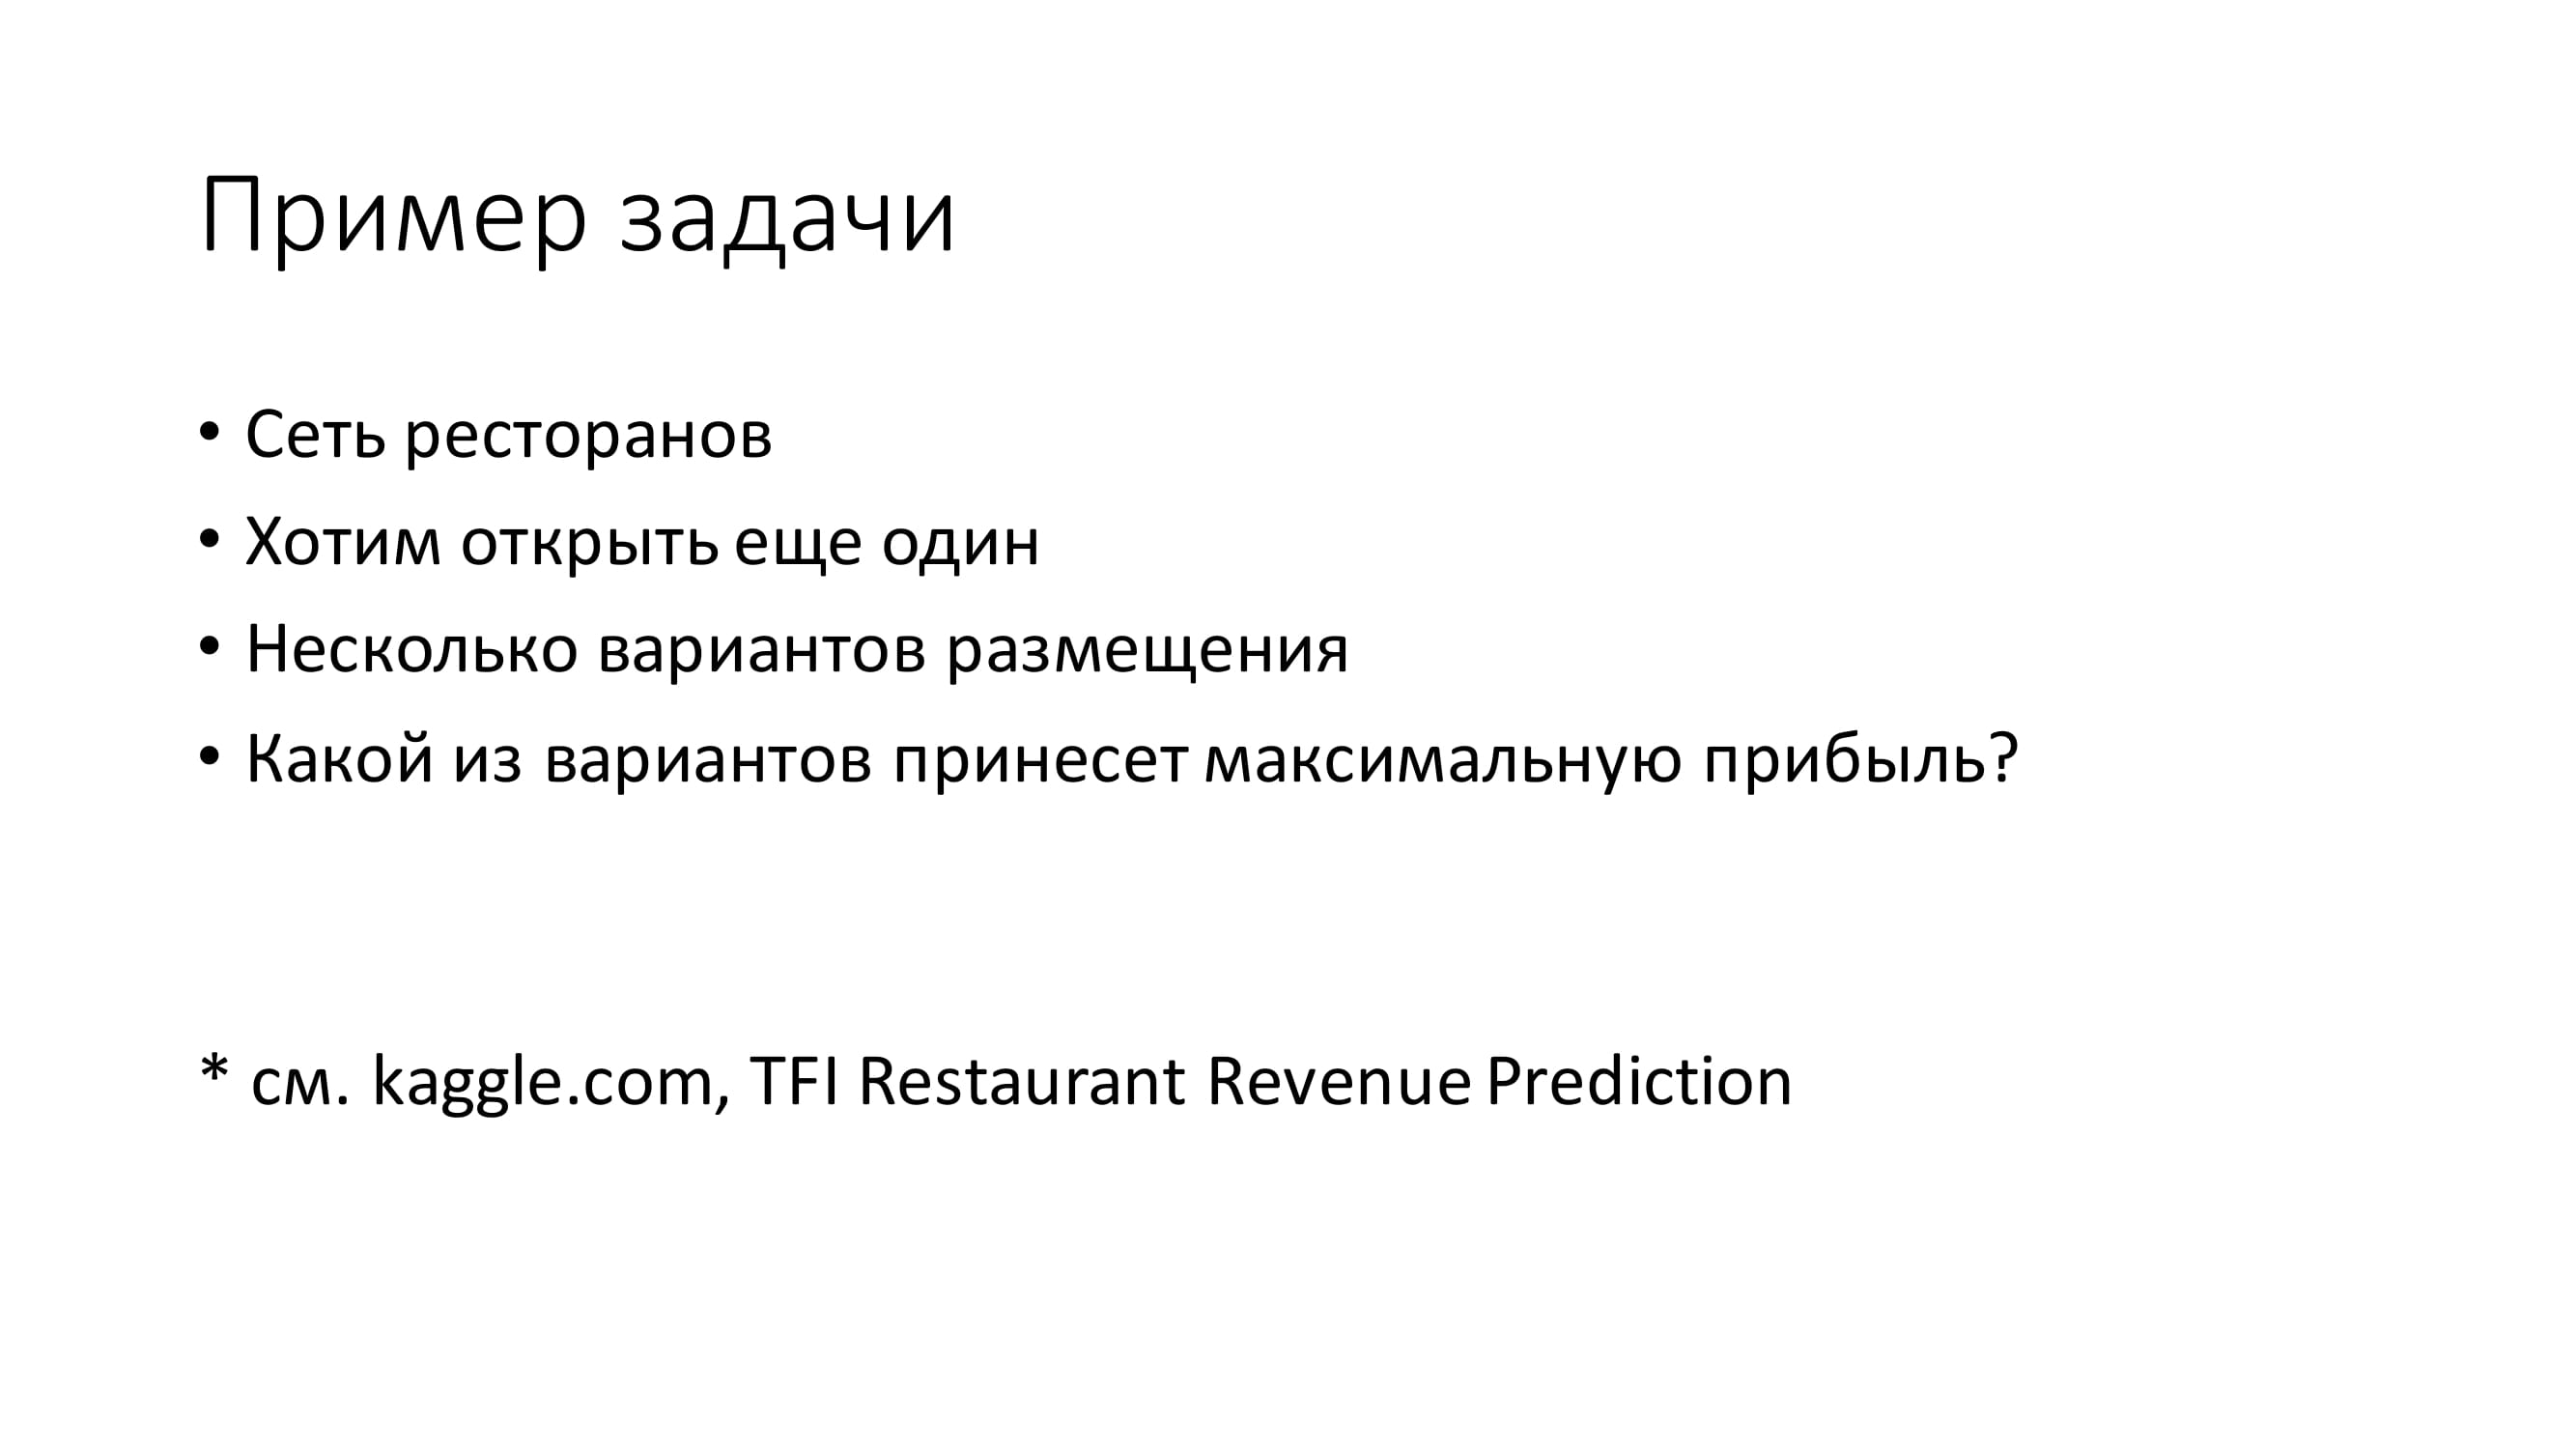 Пример задачи
• Сеть ресторанов
• Хотим открыть еще один
• Несколько вариантов размещения
• Какой из вариантов принесет максимальную прибыль?
* см. kaggle.com, TFI Restaurant Revenue Prediction